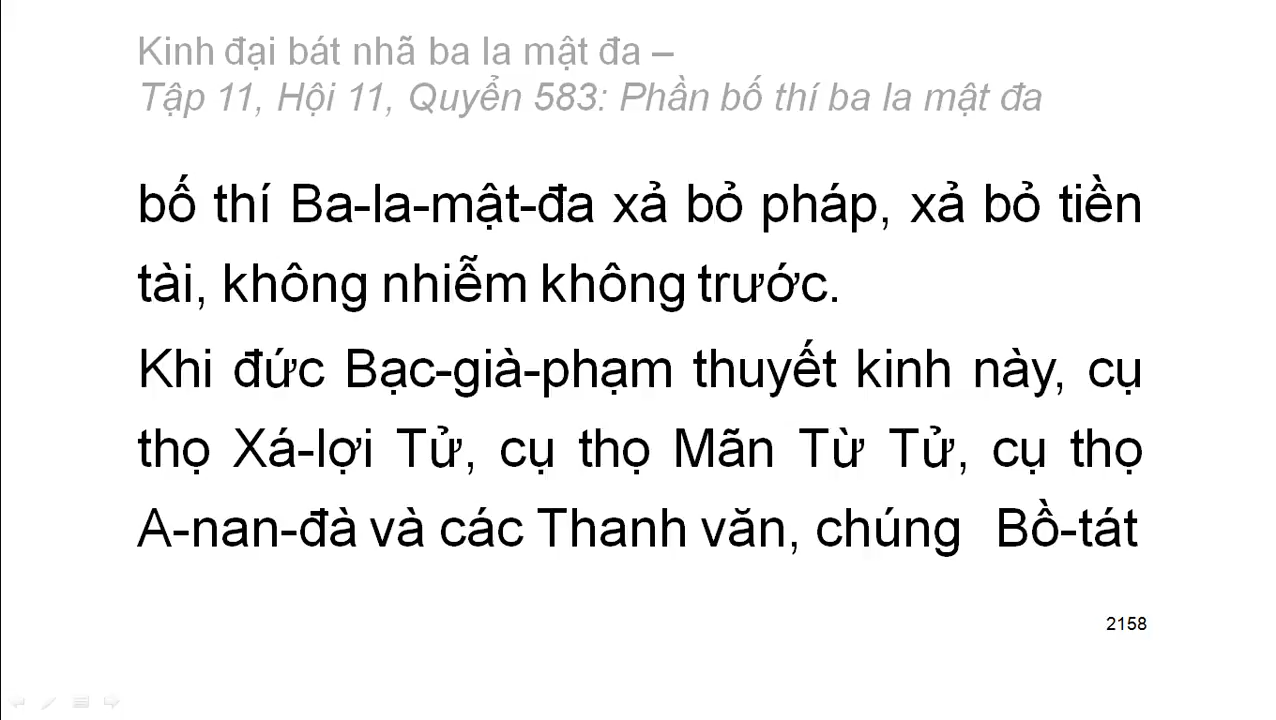 Kinh đại bát nhã ba la mật đa –
Tập 11, Hội 11, Quyển 583: Phần bố thí ba la mật đa
bố thí Ba-la-mật-đa xả bỏ pháp, xả bỏ tiền
tài, không nhiễm không trước.
Khi đức Bạc-già-phạm thuyết kinh này, cụ
thọ Xá-lợi Tử, cụ thọ Mãn Từ Tử, cụ thọ
A-nan-đà và các Thanh văn, chúng Bồ-tát
2158